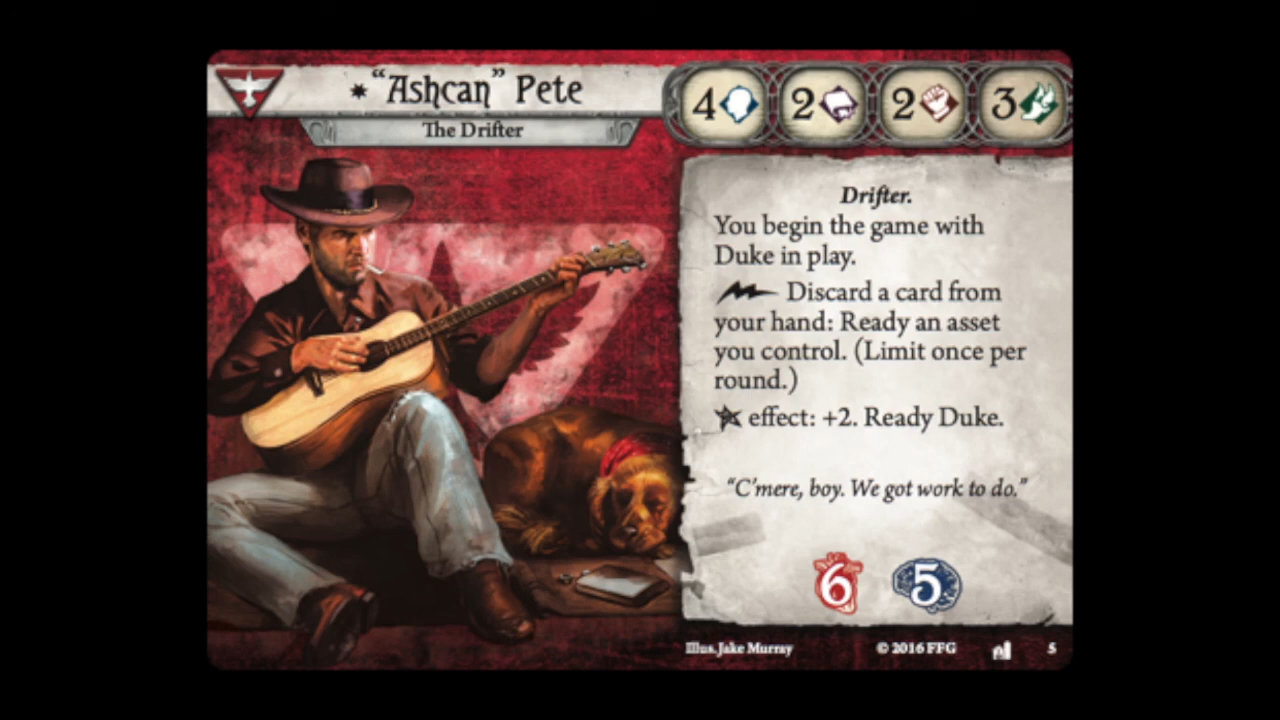 “Ashcan” Pete
The Drifter
4 2 2 3
Drifter.
You begin the game with
Duke in play.
Discard a card from
your hand: Ready an asset
you control. (Limit once per
round.)
effect: +2. Ready Duke.
“C’mere, boy. We got work to do.”
6 5
Illus. Jake Murray © 2016 FFG 5